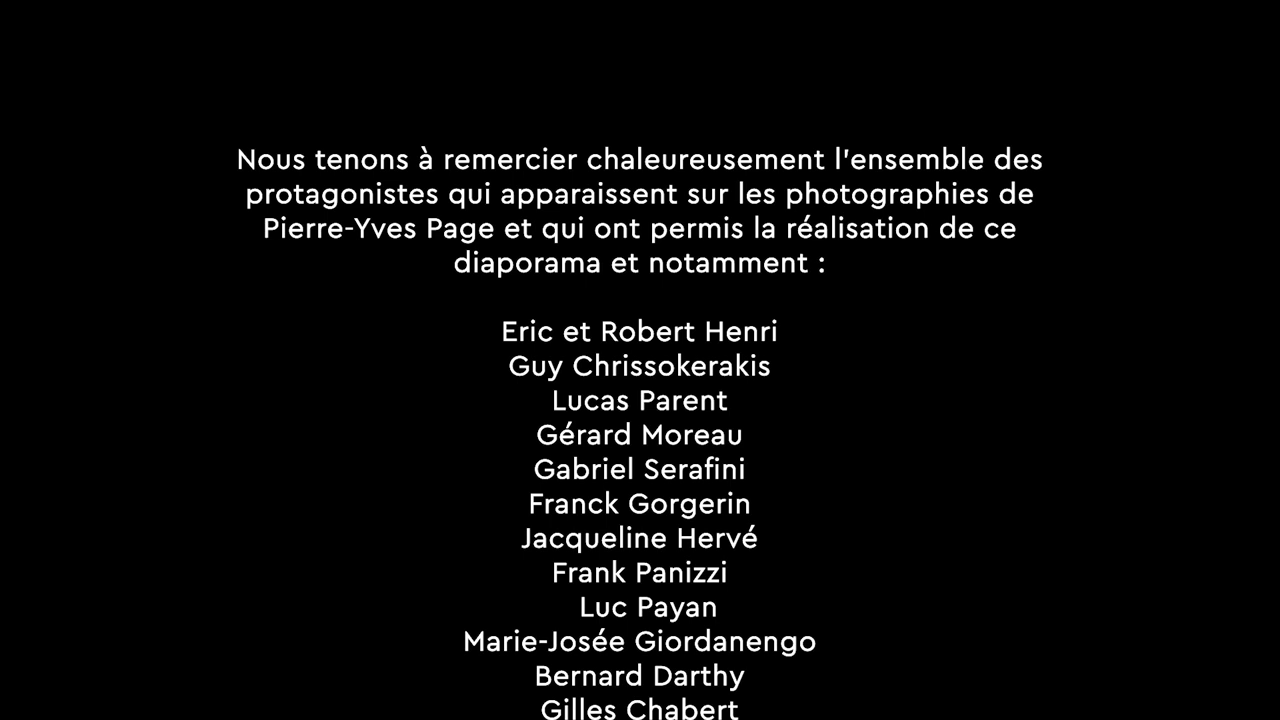 Nous tenons à remercier chaleureusement l'ensemble des
protagonistes qui apparaissent sur les photographies de
Pierre-Yves Page et qui ont permis la réalisation de ce
diaporama et notamment :
Eric et Robert Henri
Guy Chrissokerakis
Lucas Parent
Gérard Moreau
Gabriel Serafini
Franck Gorgerin
Jacqueline Hervé
Frank Panizzi
Luc Payan
Marie-Josée Giordanengo
Bernard Darthy
Gilles Chabert